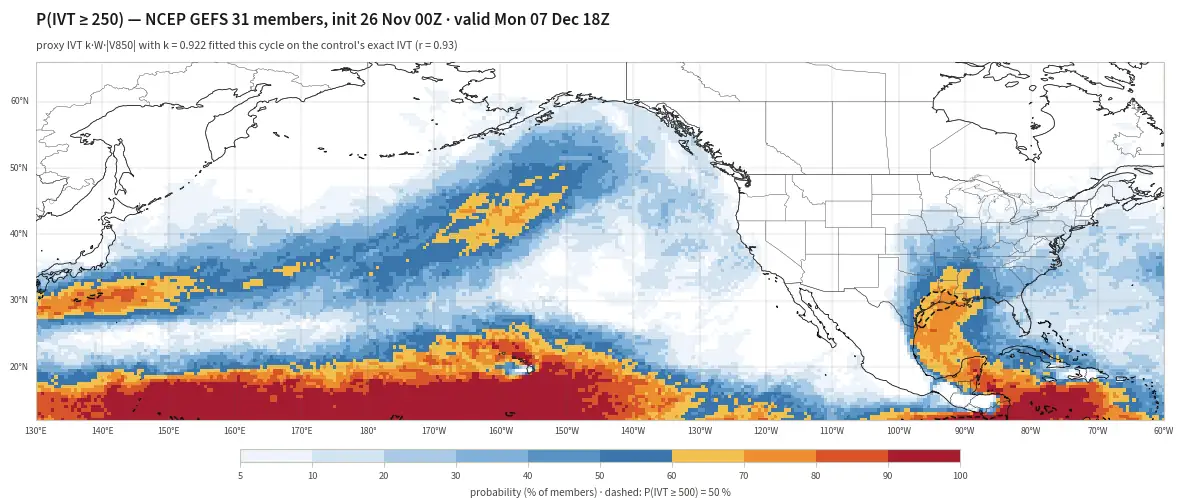 P(IVT ≥ 250) — NCEP GEFS 31 members, init 26 Nov 00Z · valid Mon 07 Dec 18Z
proxy IVT k·W·|V850| with k = 0.922 fitted this cycle on the control's exact IVT (r = 0.93)
60°N
50°N
40°N
30°N
20°N
130°E 140°E 150°E 160°E 170°E 180° 170°W 160°W 150°W 140°W 130°W 120°W 110°W 100°W 90°W 80°W 70°W 60°W
5 10 20 30 40 50 60 70 80 90 100
probability (% of members) · dashed: P(IVT ≥ 500) = 50 %